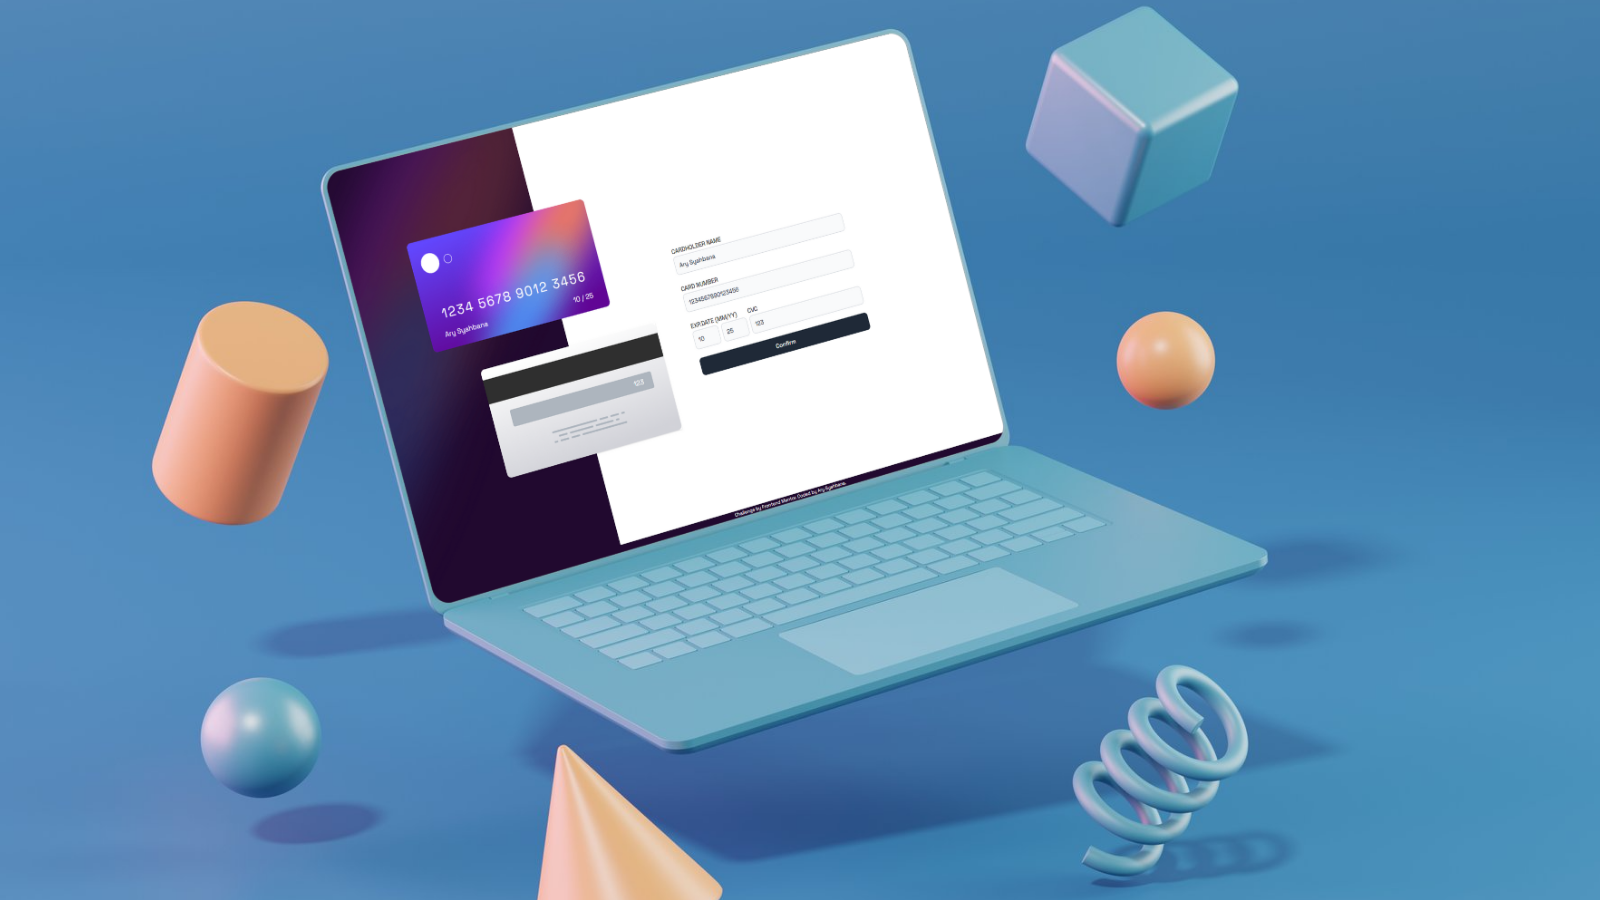 1234 5678 9012 3456
Ary Syahbana
10 / 25
123
CARDHOLDER NAME
Ary Syahbana
CARD NUMBER
1234567890123456
EXP.DATE (MM/YY)
CVC
10
25
123
Confirm
Challenge by Frontend Mentor. Coded by Ary Syahbana.